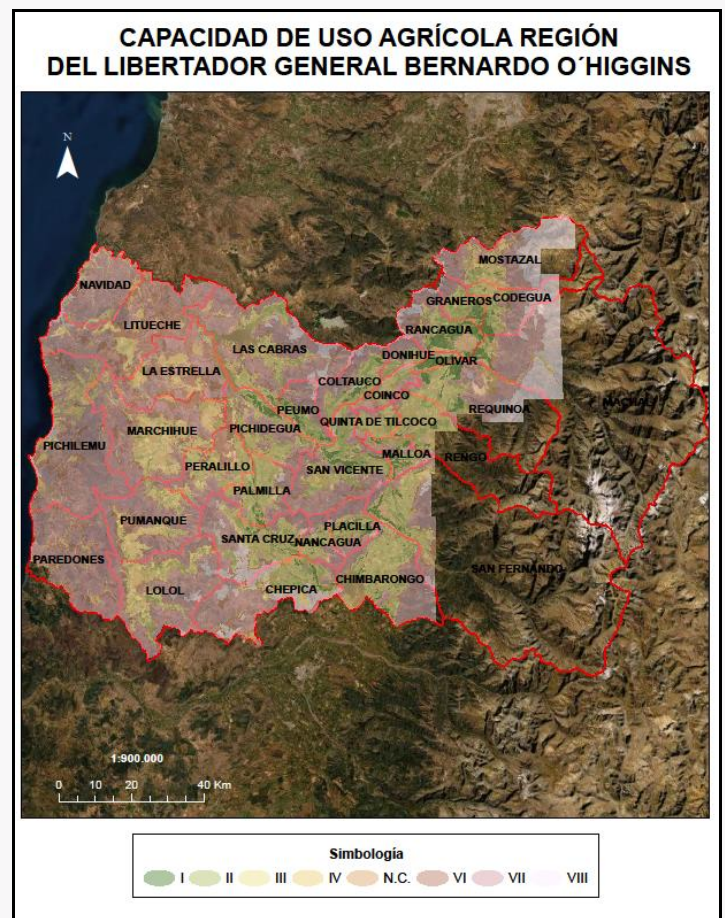 CAPACIDAD DE USO AGRÍCOLA REGIÓN
DEL LIBERTADOR GENERAL BERNARDO O´HIGGINS
N
MOSTAZAL
NAVIDAD
GRANEROS
CODEGUA
LITUECHE
RANCAGUA
LAS CABRAS
DONIHUE
OLIVAR
LA ESTRELLA
COLTAUCO
COINCO
MACHALI
PEUMO
REQUINOA
QUINTA DE TILCOCO
PICHILEMU
MARCHIHUE
PICHIDEGUA
MALLOA
RENGO
PERALILLO
SAN VICENTE
PALMILLA
PUMANQUE
PLACILLA
SANTA CRUZ
NANCAGUA
PAREDONES
SAN FERNANDO
CHIMBARONGO
LOLOL
CHEPICA
1:900.000
0 10 20 40 Km
Simbología
I II III IV N.C. VI VII VIII